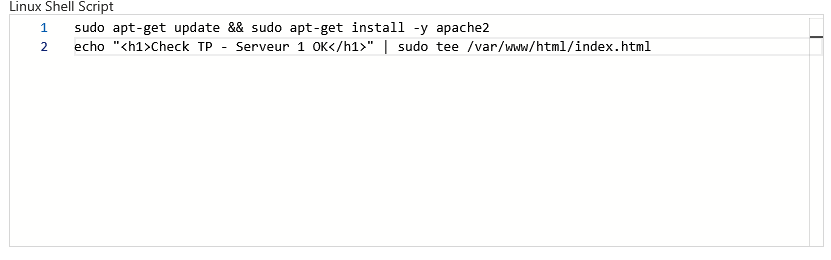 Linux Shell Script
1 sudo apt-get update && sudo apt-get install -y apache2
2 echo "<h1>Check TP - Serveur 1 OK</h1>" | sudo tee /var/www/html/index.html